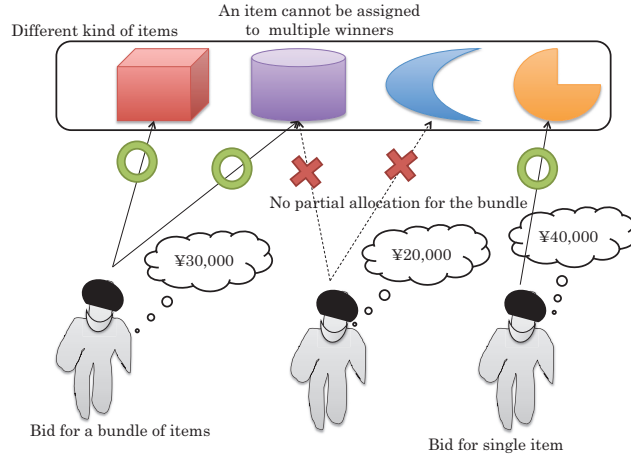 An item cannot be assigned
to multiple winners
Different kind of items
No partial allocation for the bundle
¥30,000
¥20,000
¥40,000
Bid for a bundle of items
Bid for single item